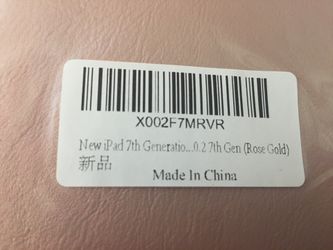 X002F7MRVR
New iPad 7th Generatio...0.2 7th Gen (Rose Gold)
新品
Made In China